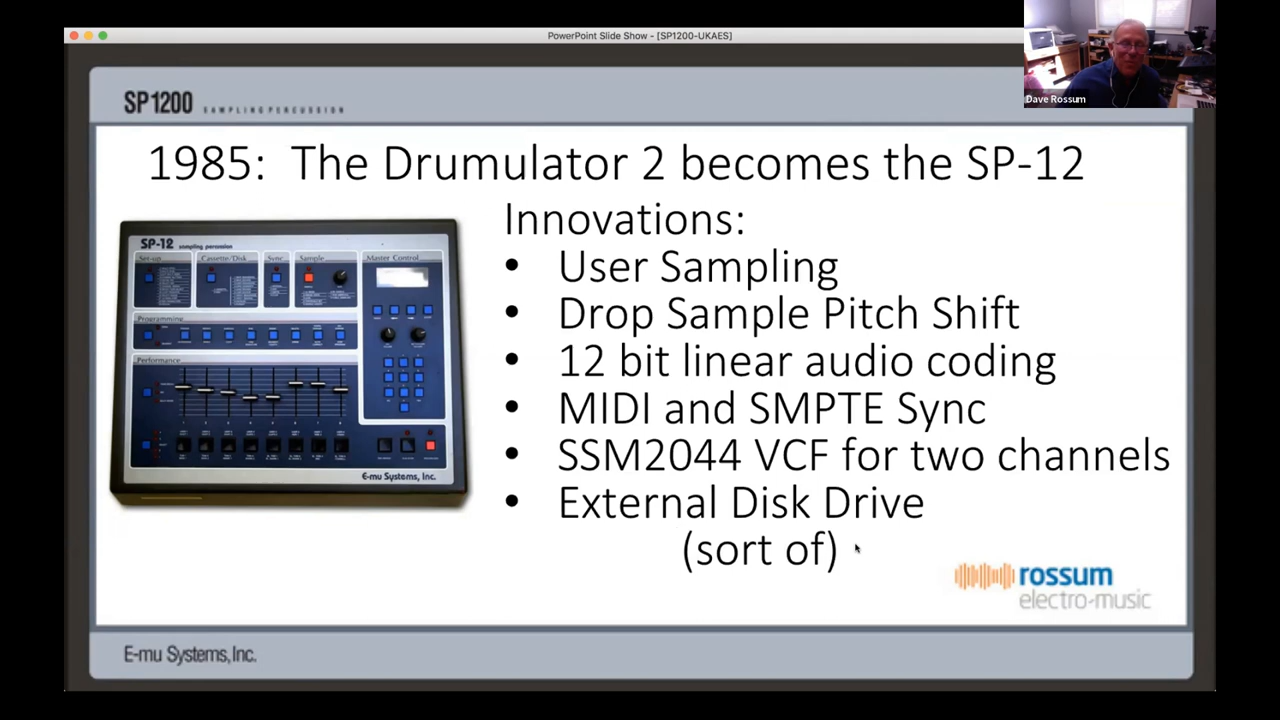 PowerPoint Slide Show - [SP1200-UKAES]
Dave Rossum
SP1200 SAMPLING PERCUSSION
1985: The Drumulator 2 becomes the SP-12
Innovations:
• User Sampling
• Drop Sample Pitch Shift
• 12 bit linear audio coding
• MIDI and SMPTE Sync
• SSM2044 VCF for two channels
• External Disk Drive
(sort of)
SP-12 sampling percussion
Set-up
Cassette/Disk
Sync
Sample
Master Control
Programming
Performance
E-mu Systems, Inc.
rossum
electro-music
E-mu Systems, Inc.